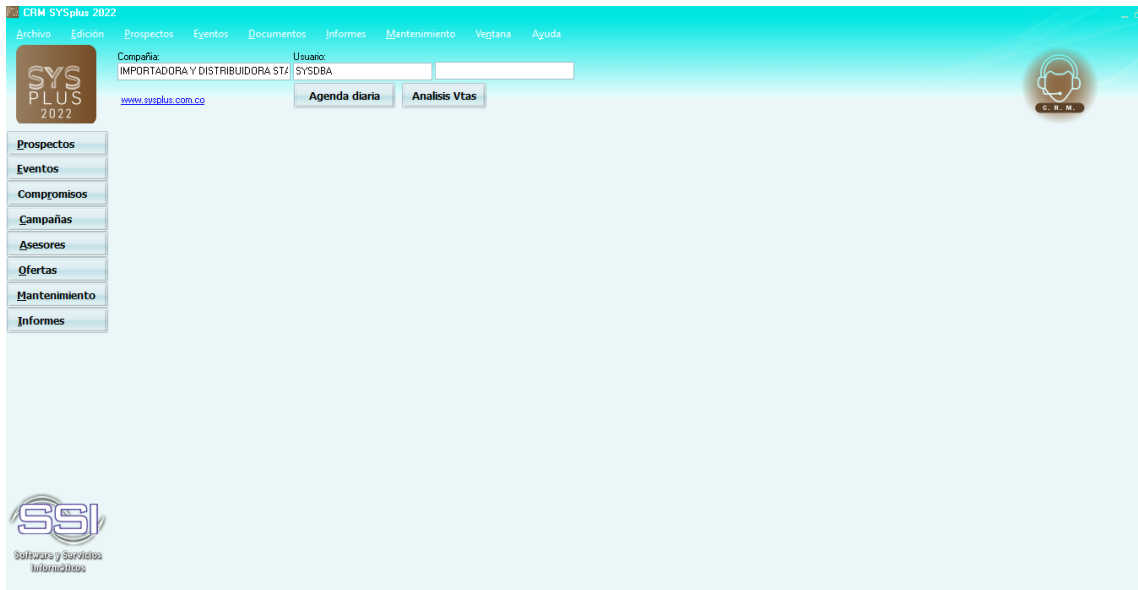 CRM SYSplus 2022
Archivo Edición Prospectos Eventos Documentos Informes Mantenimiento Ventana Ayuda
SYS
PLUS
2022
Compañia: Usuario:
IMPORTADORA Y DISTRIBUIDORA STA SYSDBA
www.sysplus.com.co Agenda diaria Analisis Vtas
C. R. M.
Prospectos
Eventos
Compromisos
Campañas
Asesores
Ofertas
Mantenimiento
Informes
SSI
Software y Servicios
Informáticos